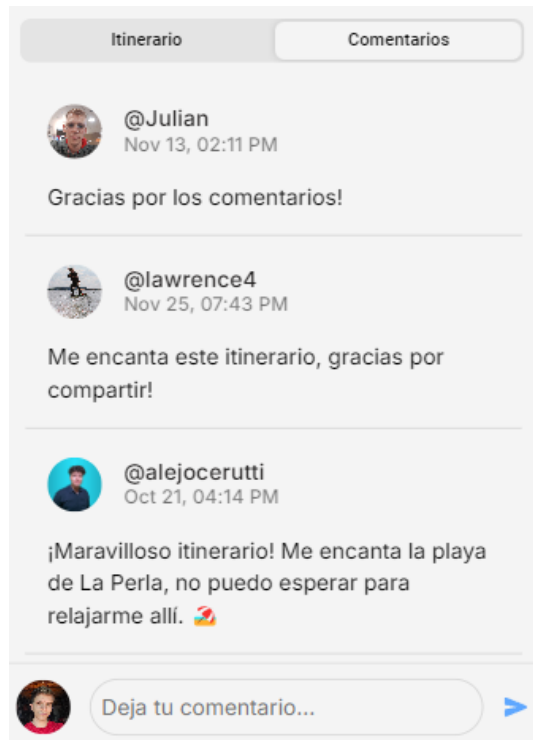 Itinerario
Comentarios
@Julian
Nov 13, 02:11 PM
Gracias por los comentarios!
@lawrence4
Nov 25, 07:43 PM
Me encanta este itinerario, gracias por
compartir!
@alejocerutti
Oct 21, 04:14 PM
¡Maravilloso itinerario! Me encanta la playa
de La Perla, no puedo esperar para
relajarme allí. 🏖️
Deja tu comentario...